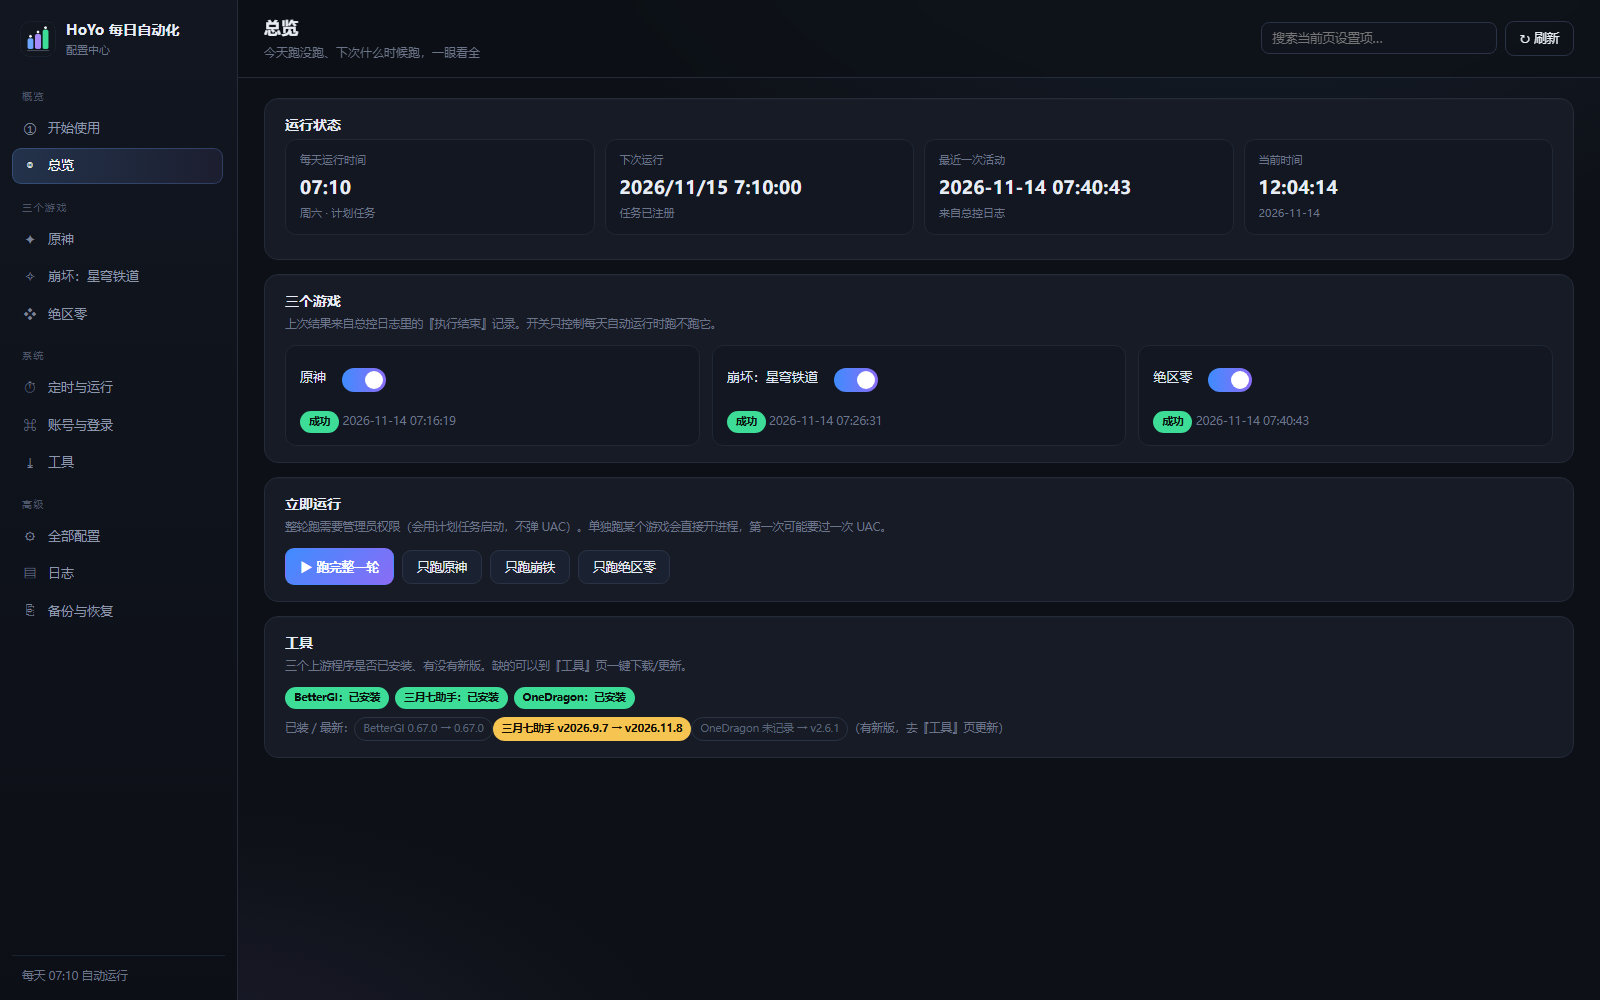 HoYo 每日自动化
配置中心
概览
① 开始使用
总览
三个游戏
原神
崩坏：星穹铁道
绝区零
系统
定时与运行
账号与登录
工具
高级
全部配置
日志
备份与恢复
每天 07:10 自动运行
总览
今天跑没跑、下次什么时候跑，一眼看全
搜索当前页设置项...
↻ 刷新
运行状态
每天运行时间
07:10
周六 · 计划任务
下次运行
2026/11/15 7:10:00
任务已注册
最近一次活动
2026-11-14 07:40:43
来自总控日志
当前时间
12:04:14
2026-11-14
三个游戏
上次结果来自总控日志里的『执行结束』记录。开关只控制每天自动运行时跑不跑它。
原神
成功 2026-11-14 07:16:19
崩坏：星穹铁道
成功 2026-11-14 07:26:31
绝区零
成功 2026-11-14 07:40:43
立即运行
整轮跑需要管理员权限（会用计划任务启动，不弹 UAC）。单独跑某个游戏会直接开进程，第一次可能要过一次 UAC。
▶ 跑完整一轮 只跑原神 只跑崩铁 只跑绝区零
工具
三个上游程序是否已安装、有没有新版。缺的可以到『工具』页一键下载/更新。
BetterGI：已安装 三月七助手：已安装 OneDragon：已安装
已装 / 最新： BetterGI 0.67.0 → 0.67.0 三月七助手 v2026.9.7 → v2026.11.8 OneDragon 未记录 → v2.6.1 （有新版，去『工具』页更新）